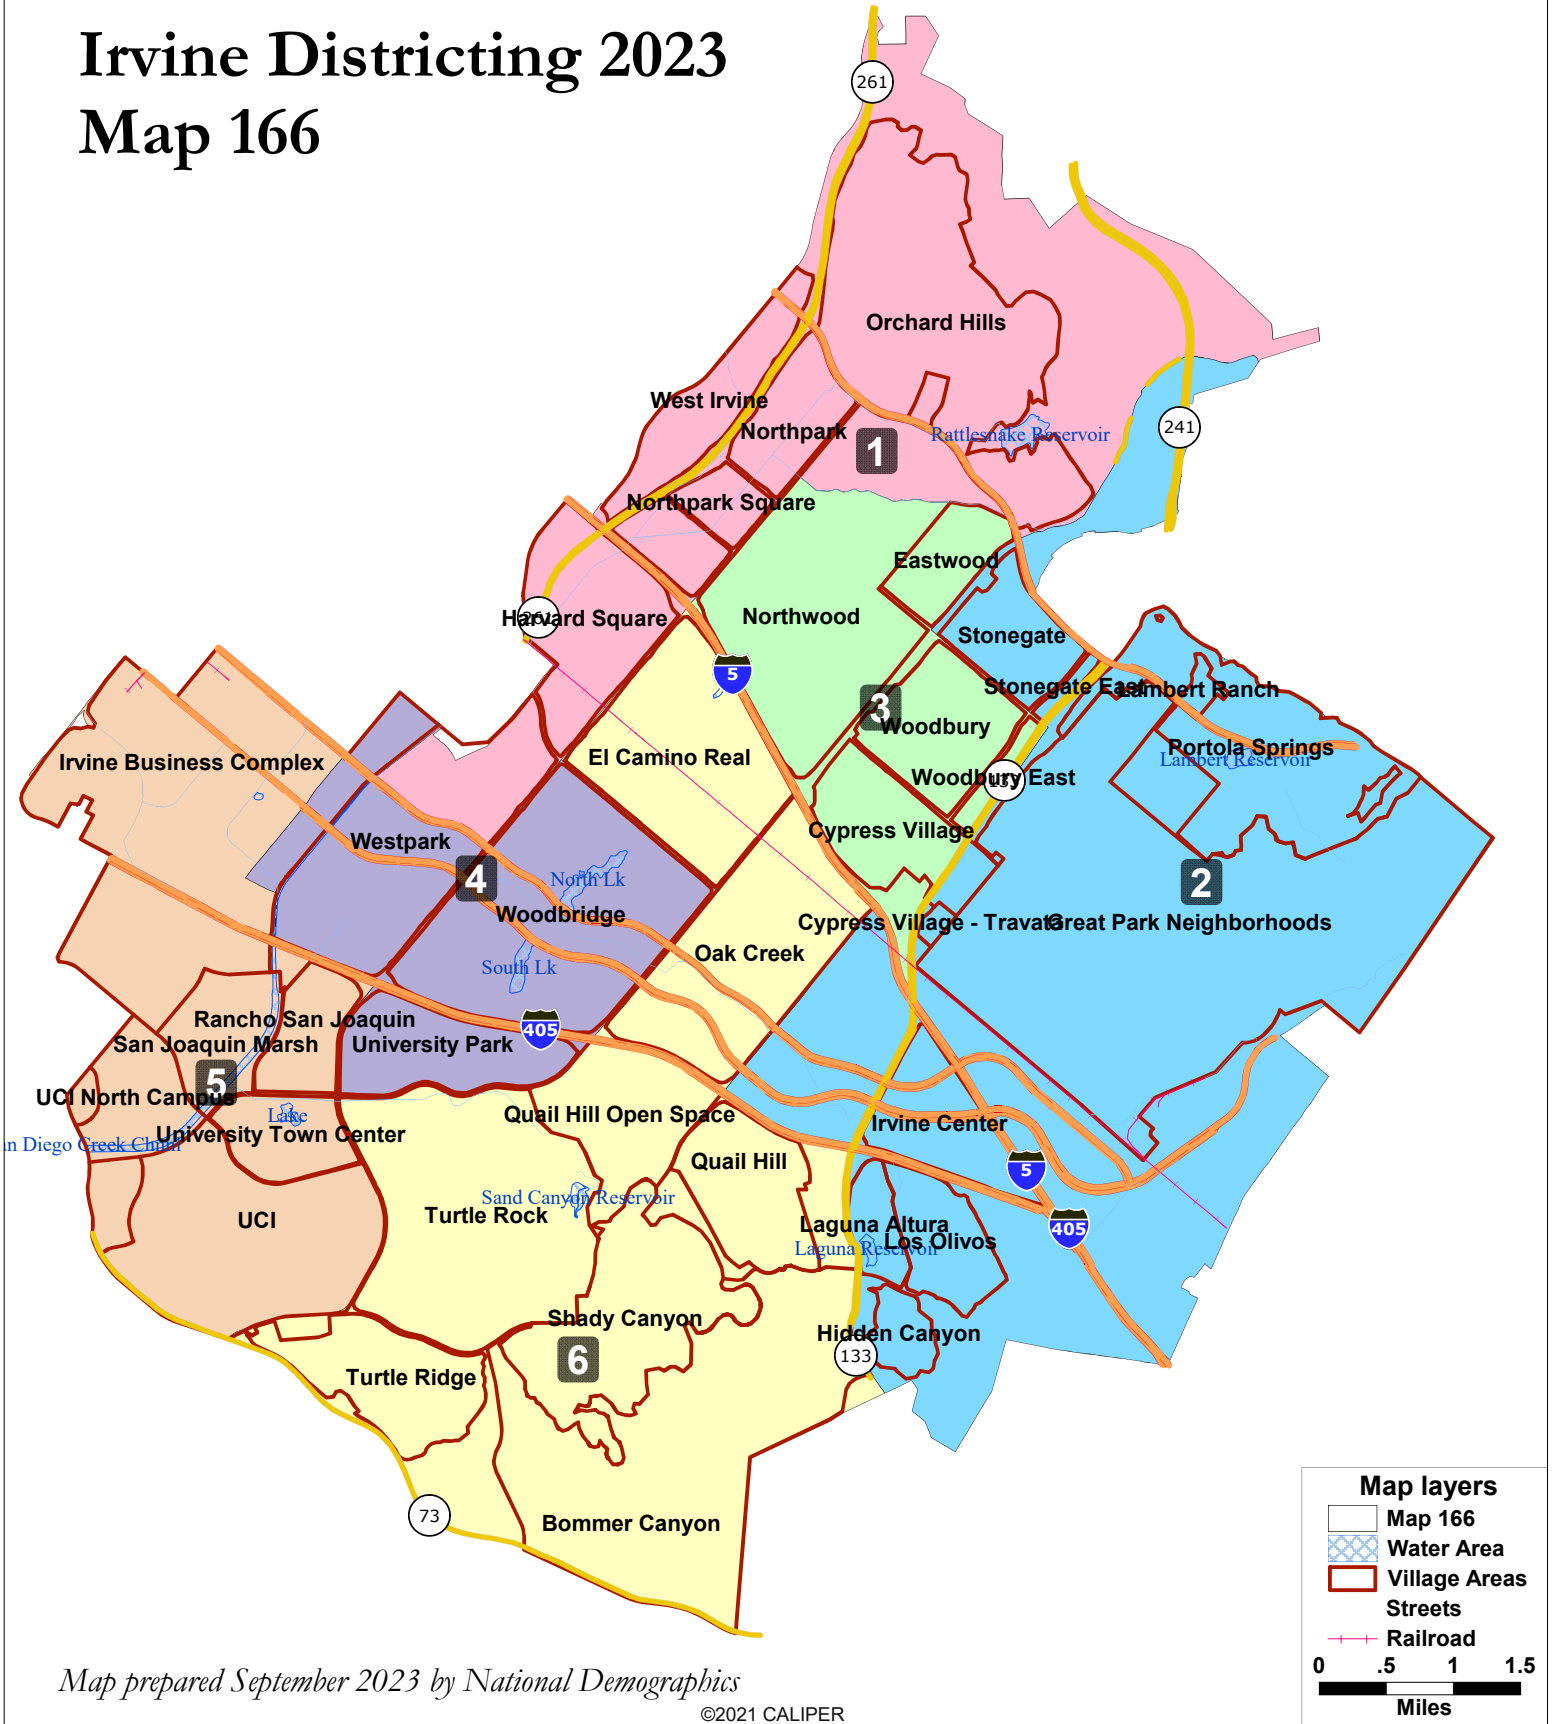 Irvine Districting 2023
Map 166
261
Orchard Hills
West Irvine
241
Northpark
1
Rattlesnake Reservoir
Northpark Square
Eastwood
Northwood
261
Harvard Square
Stonegate
5
Stonegate East
Lambert Ranch
3
Woodbury
Portola Springs
El Camino Real
Lambert Reservoir
Irvine Business Complex
Woodbury East
133
Cypress Village
Westpark
4
North Lk
2
Woodbridge
Cypress Village - Travata
Great Park Neighborhoods
Oak Creek
South Lk
Rancho San Joaquin
405
San Joaquin Marsh
University Park
5
UCI North Campus
Lake
Quail Hill Open Space
Irvine Center
University Town Center
an Diego Creek Chnnl
Quail Hill
5
Sand Canyon Reservoir
Turtle Rock
UCI
Laguna Altura
405
Los Olivos
Laguna Reservoir
Shady Canyon
Hidden Canyon
6
133
Turtle Ridge
73
Bommer Canyon
Map layers
Map 166
Water Area
Village Areas
Streets
Railroad
0 .5 1 1.5
Miles
Map prepared September 2023 by National Demographics
©2021 CALIPER